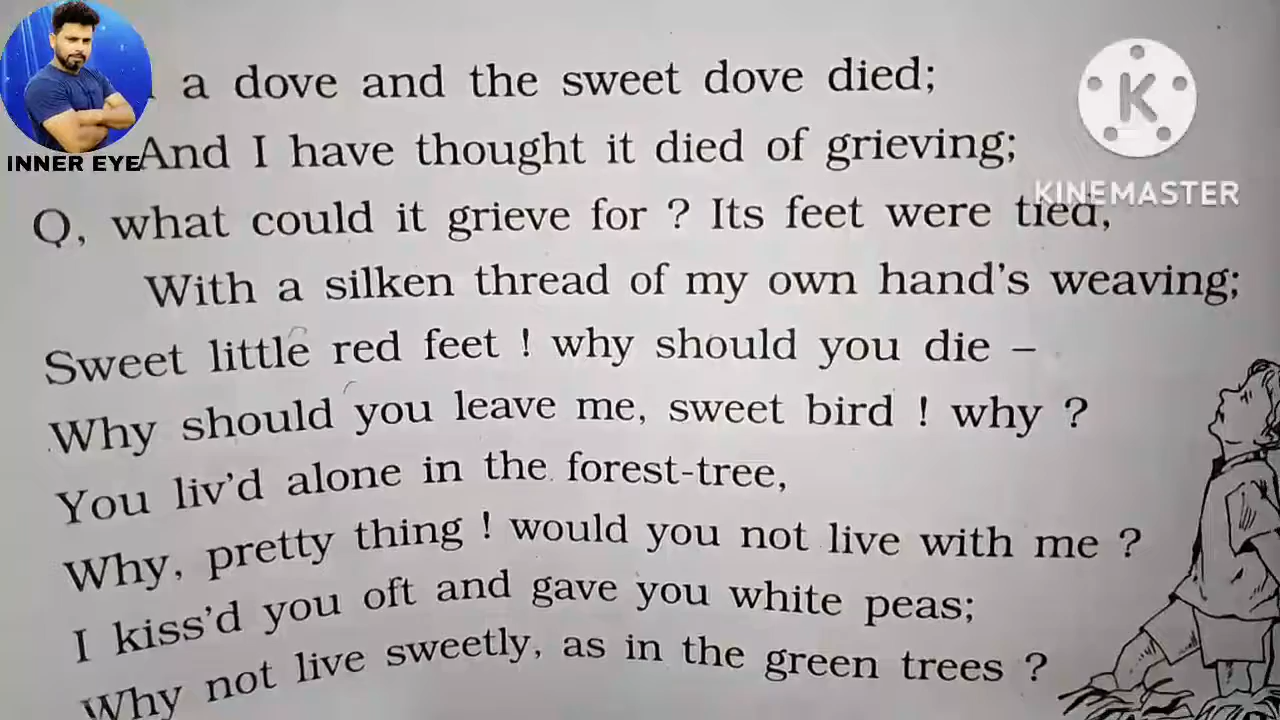 a dove and the sweet dove died;
And I have thought it died of grieving;
Q, what could it grieve for ? Its feet were tied,
With a silken thread of my own hand's weaving;
Sweet little red feet ! why should you die –
Why should you leave me, sweet bird ! why ?
You liv'd alone in the forest-tree,
Why, pretty thing ! would you not live with me ?
I kiss'd you oft and gave you white peas;
Why not live sweetly, as in the green trees ?
INNER EYE
K
KINEMASTER